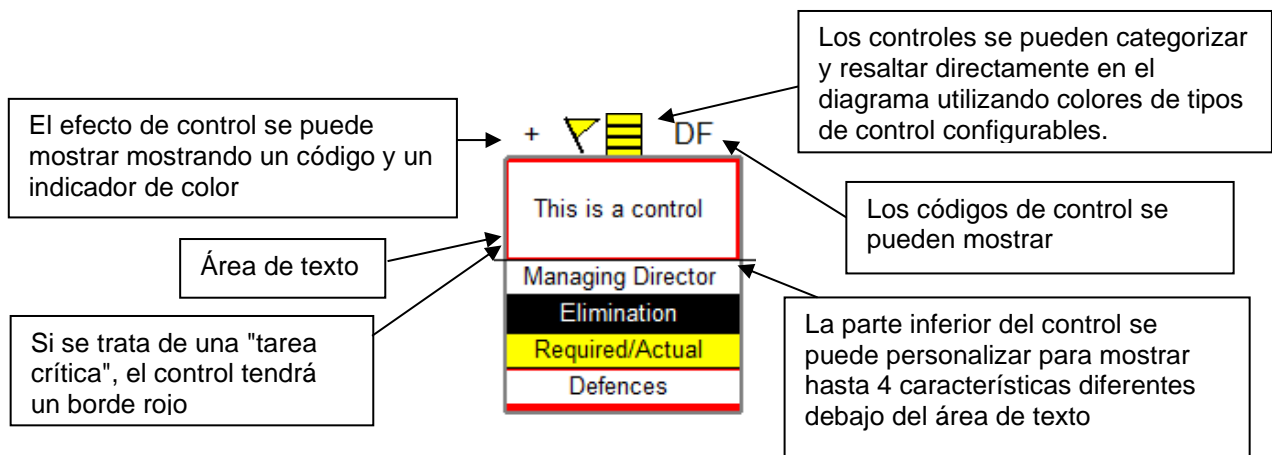 Los controles se pueden categorizar
y resaltar directamente en el
diagrama utilizando colores de tipos
de control configurables.
El efecto de control se puede
mostrar mostrando un código y un
indicador de color
+ DF
This is a control
Los códigos de control se
pueden mostrar
Área de texto
Managing Director
Elimination
Required/Actual
Defences
Si se trata de una "tarea
crítica", el control tendrá
un borde rojo
La parte inferior del control se
puede personalizar para mostrar
hasta 4 características diferentes
debajo del área de texto